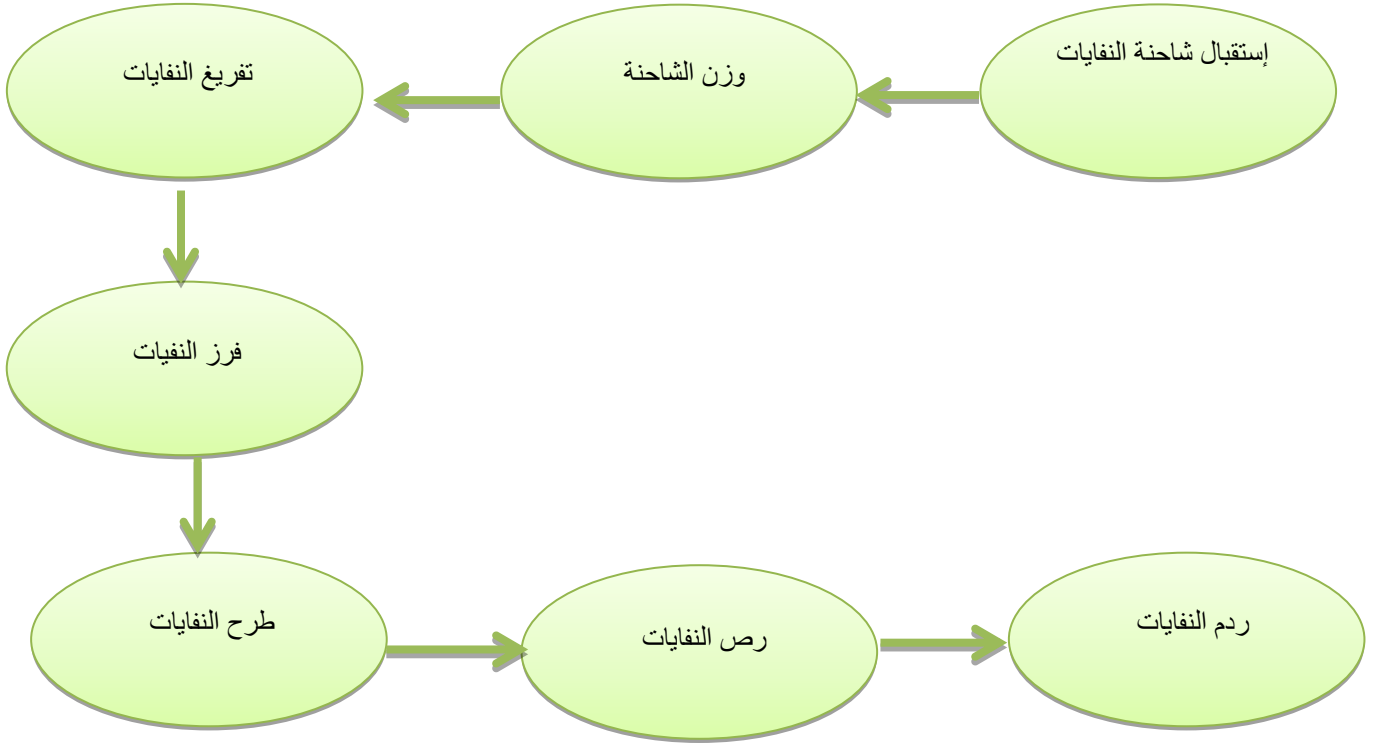 إستقبال شاحنة النفايات
وزن الشاحنة
تفريغ النفايات
فرز النفيات
طرح النفايات
رص النفايات
ردم النفايات